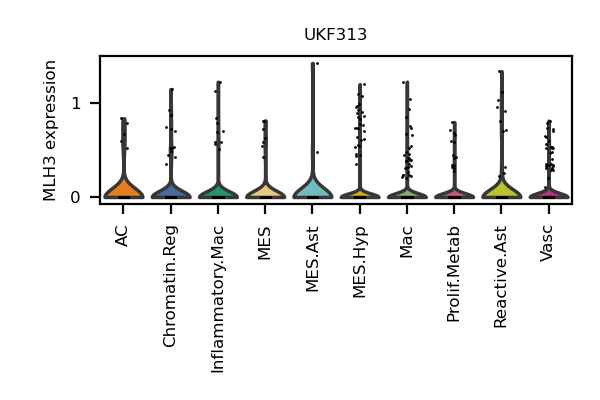 UKF313
MLH3 expression
1
0
AC
Chromatin.Reg
Inflammatory.Mac
MES
MES.Ast
MES.Hyp
Mac
Prolif.Metab
Reactive.Ast
Vasc